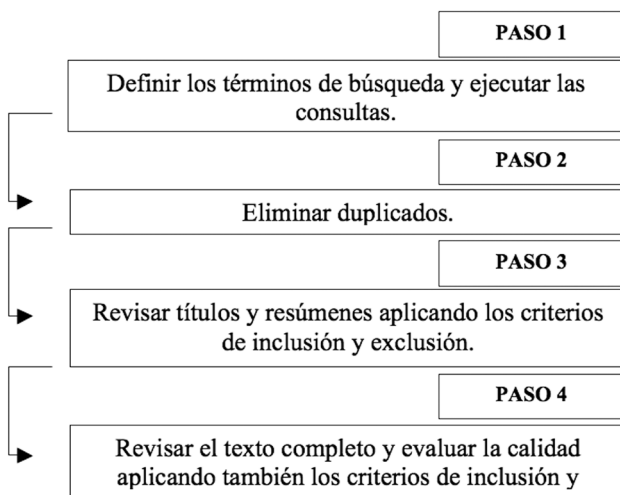 PASO 1
Definir los términos de búsqueda y ejecutar las
consultas.
PASO 2
Eliminar duplicados.
PASO 3
Revisar títulos y resúmenes aplicando los criterios
de inclusión y exclusión.
PASO 4
Revisar el texto completo y evaluar la calidad
aplicando también los criterios de inclusión y